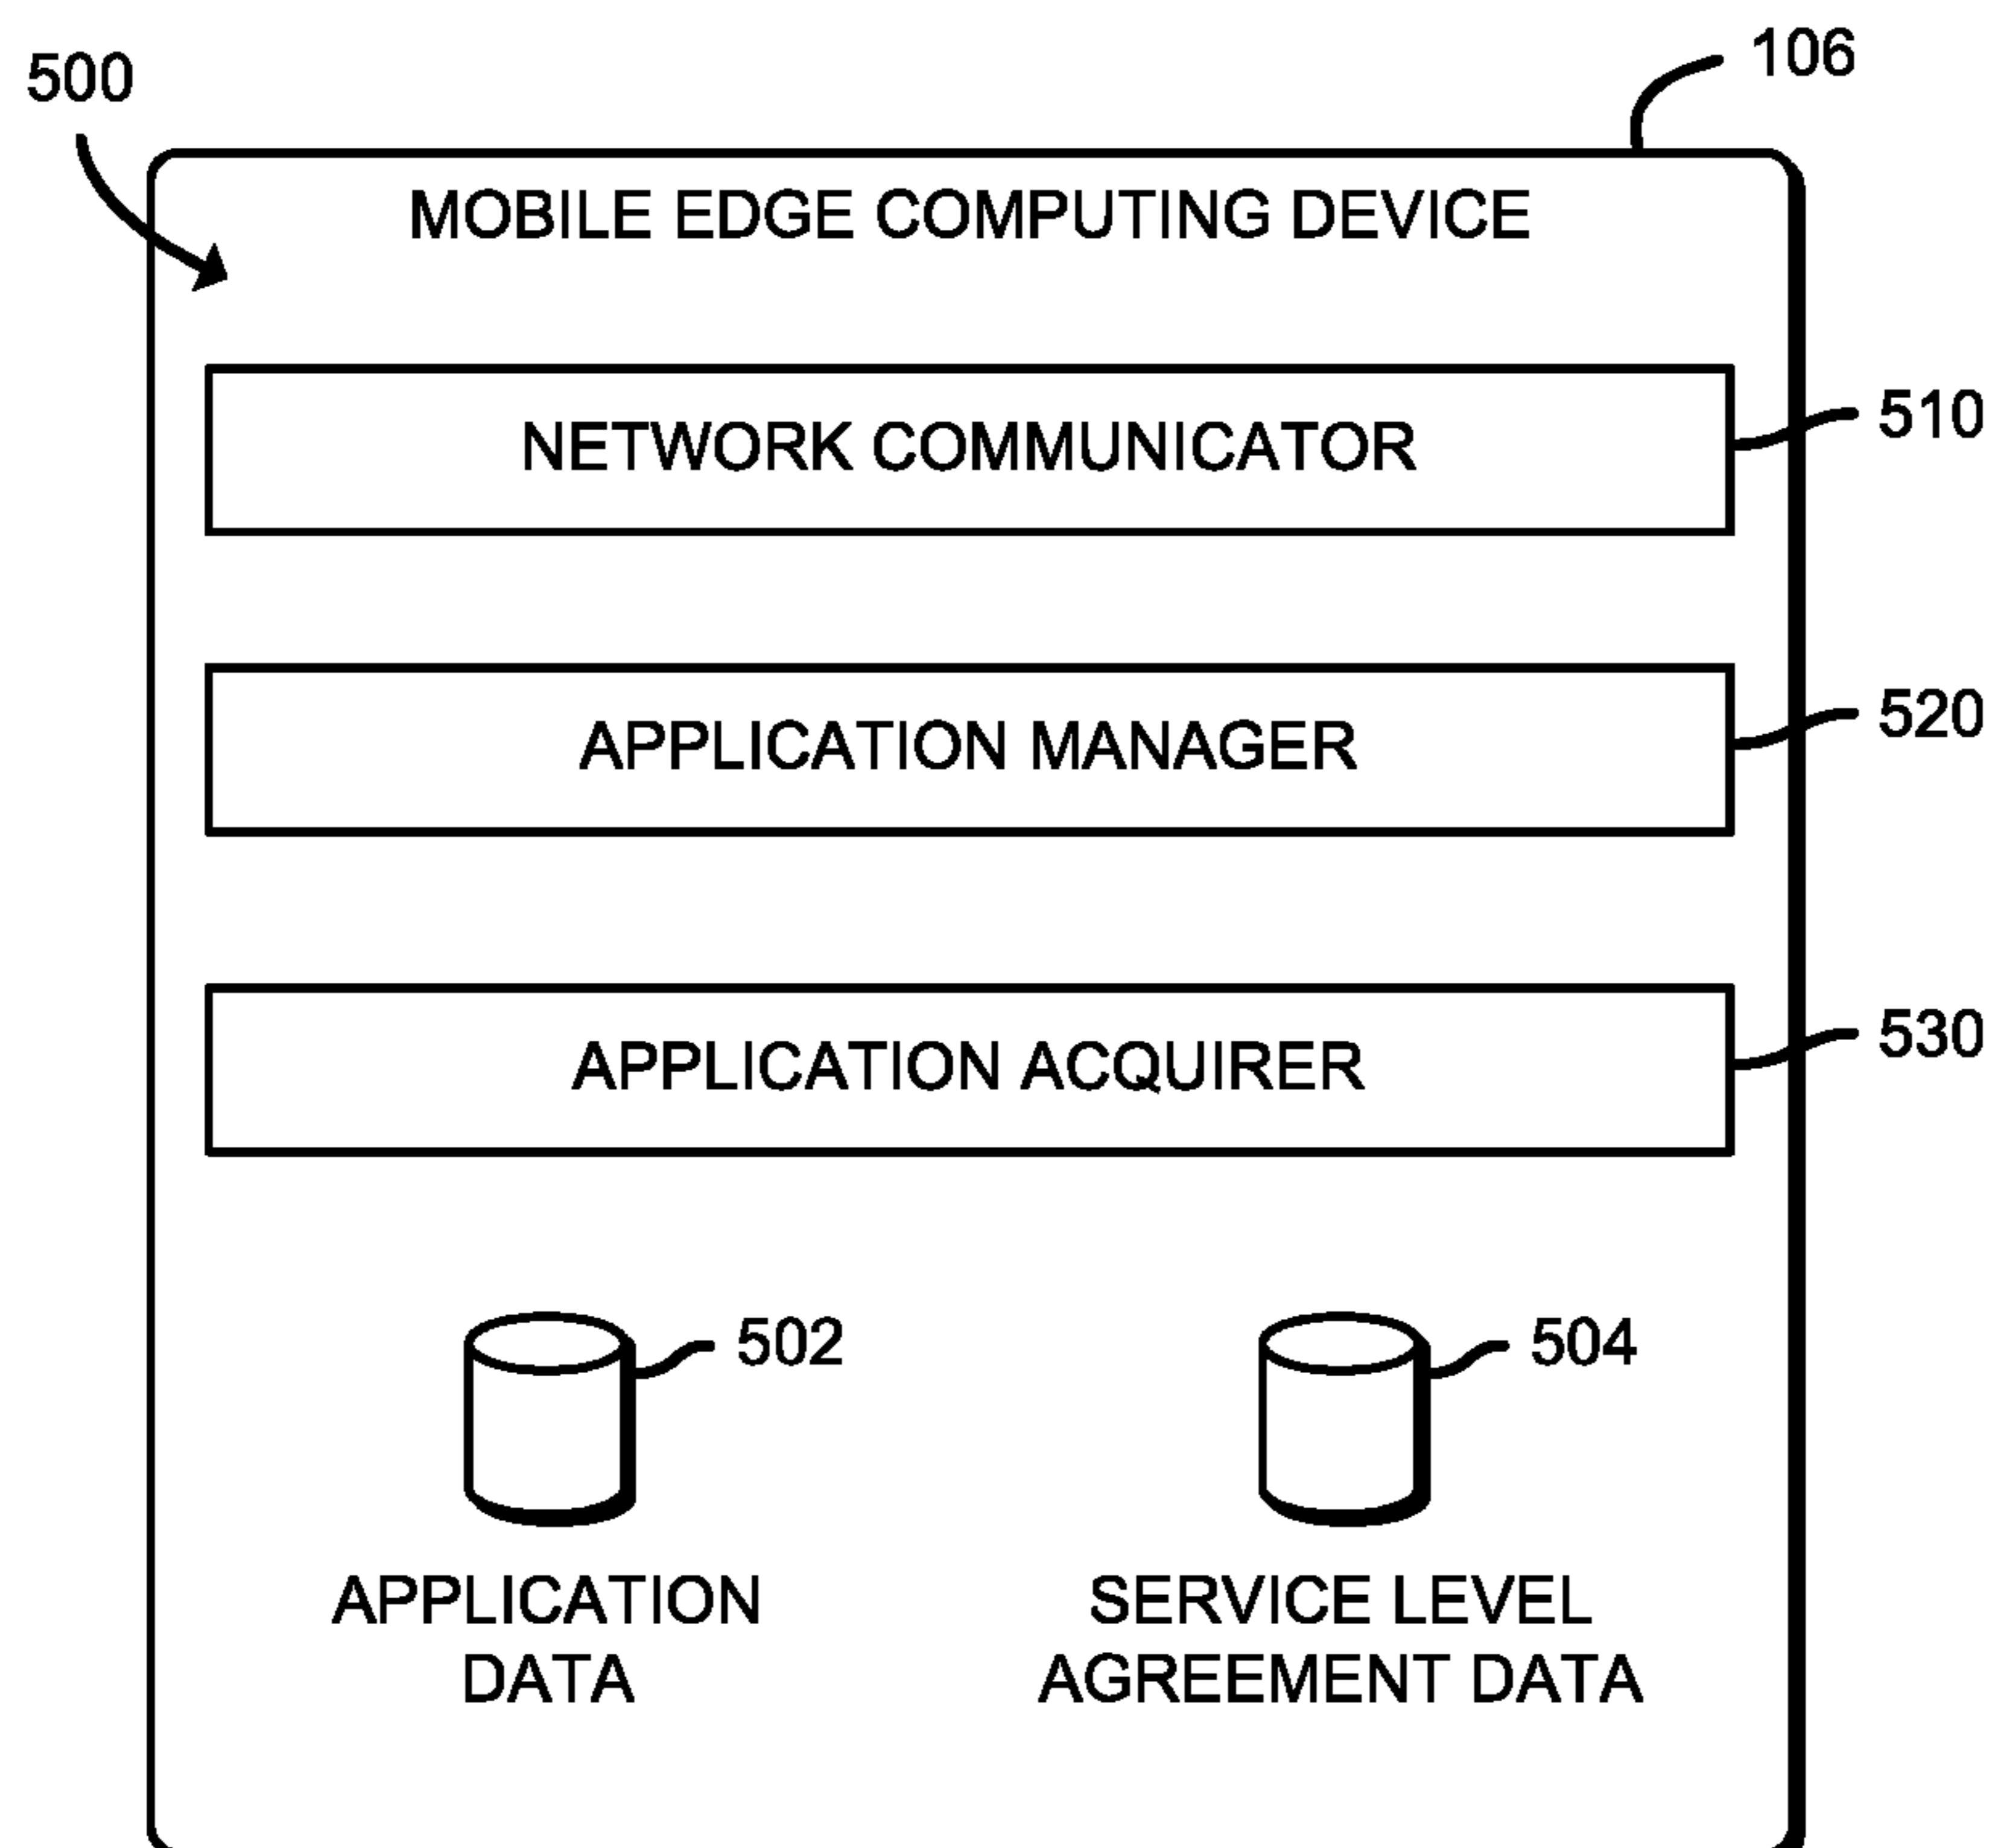 500
106
MOBILE EDGE COMPUTING DEVICE
NETWORK COMMUNICATOR
510
APPLICATION MANAGER
520
APPLICATION ACQUIRER
530
502
504
APPLICATION
DATA
SERVICE LEVEL
AGREEMENT DATA